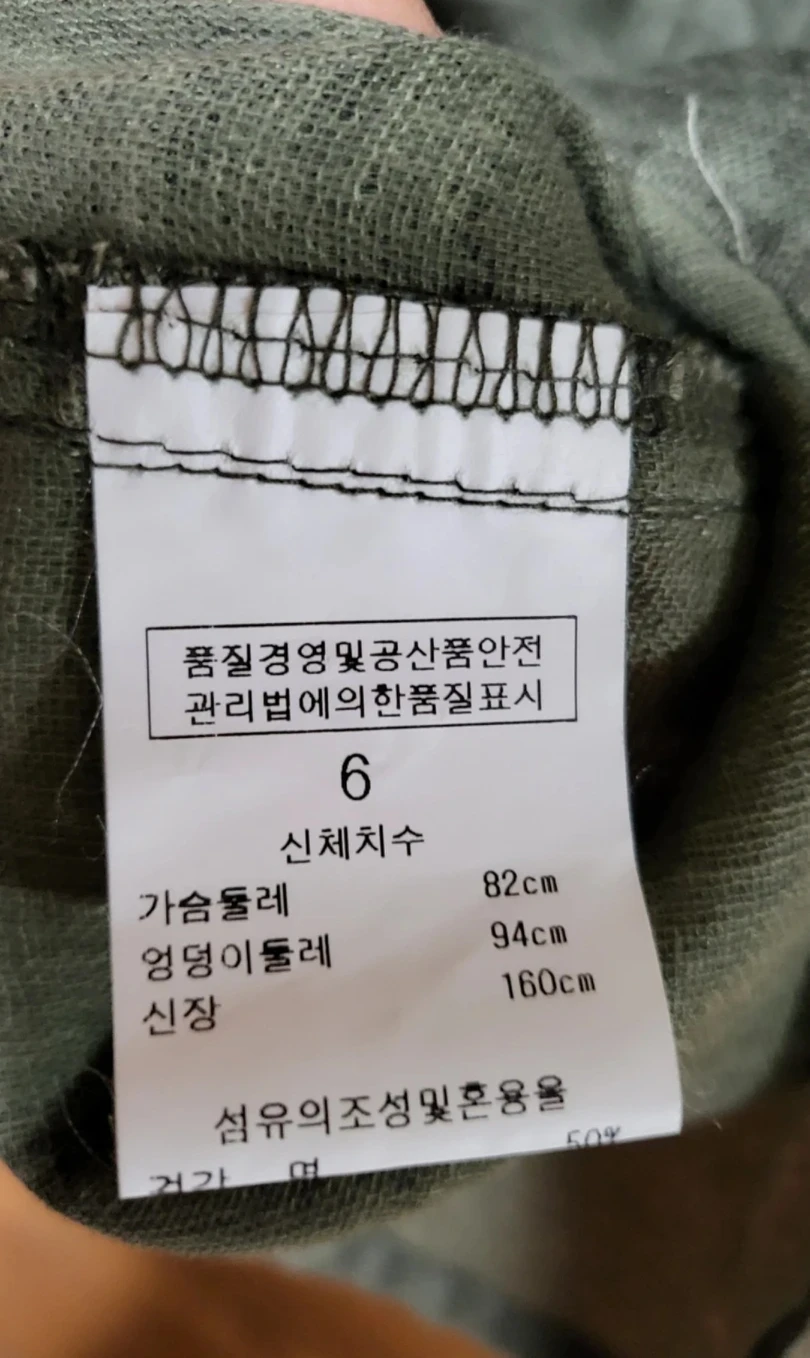 품질경영및공산품안전
관리법에의한품질표시
6
신체치수
가슴둘레 82cm
엉덩이둘레 94cm
신장 160cm
섬유의조성및혼용율
50%